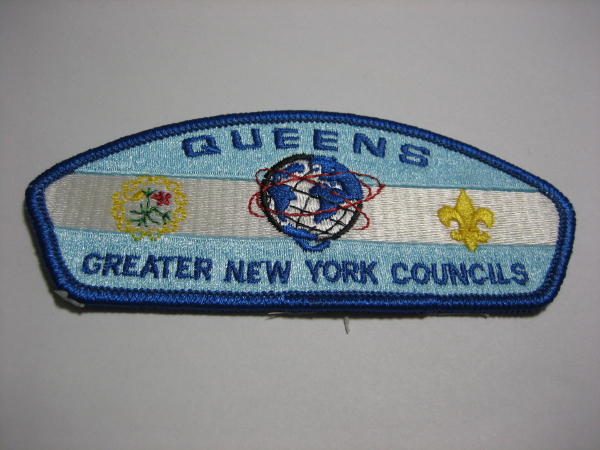 QUEENS
GREATER NEW YORK COUNCILS